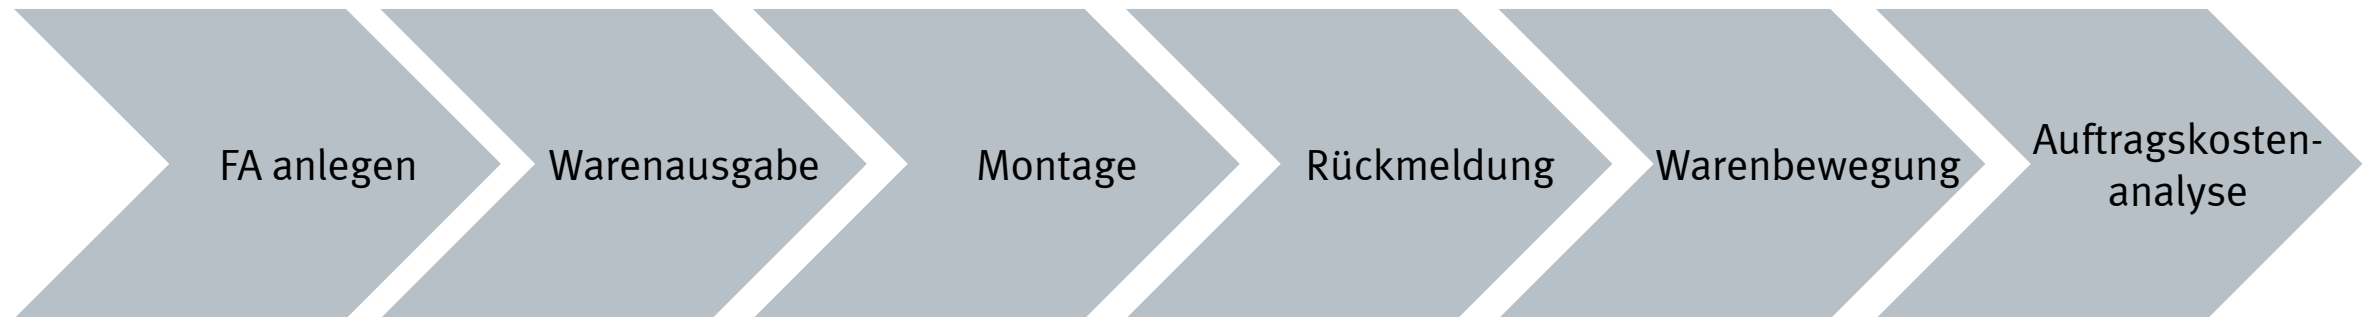 FA anlegen
Warenausgabe
Montage
Rückmeldung
Warenbewegung
Auftragskosten-
analyse